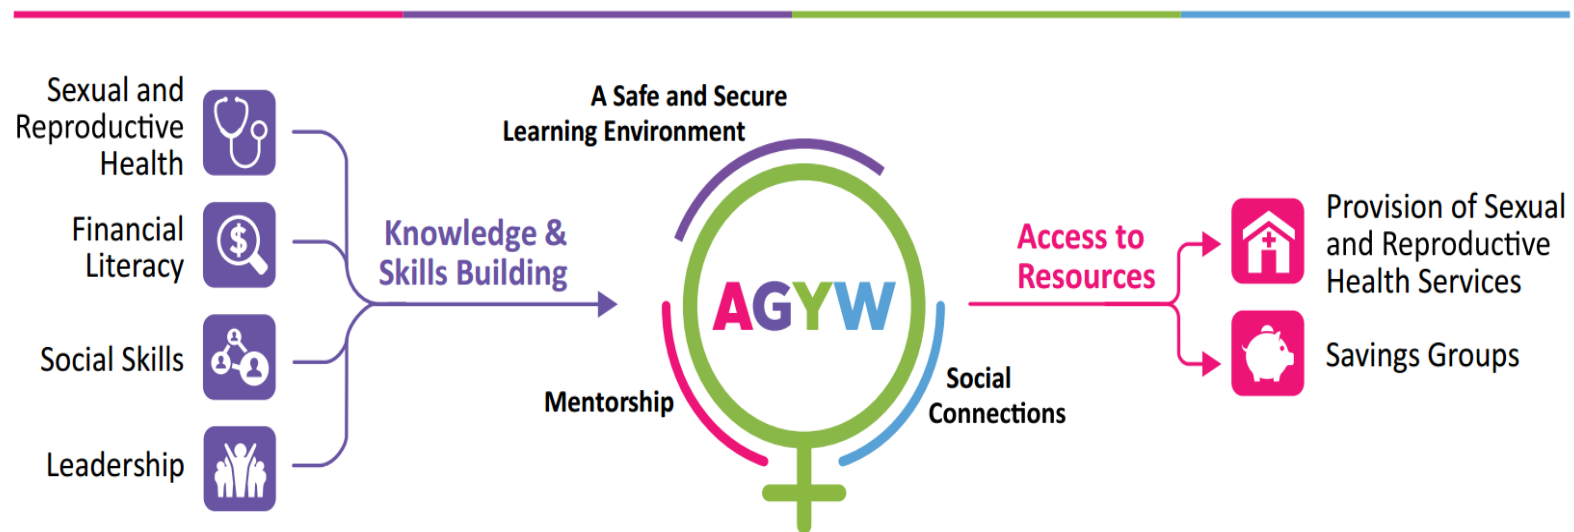 Sexual and
Reproductive
Health
Financial
Literacy
Social Skills
Leadership
Knowledge &
Skills Building
A Safe and Secure
Learning Environment
AGYW
Mentorship
Social
Connections
Access to
Resources
Provision of Sexual
and Reproductive
Health Services
Savings Groups